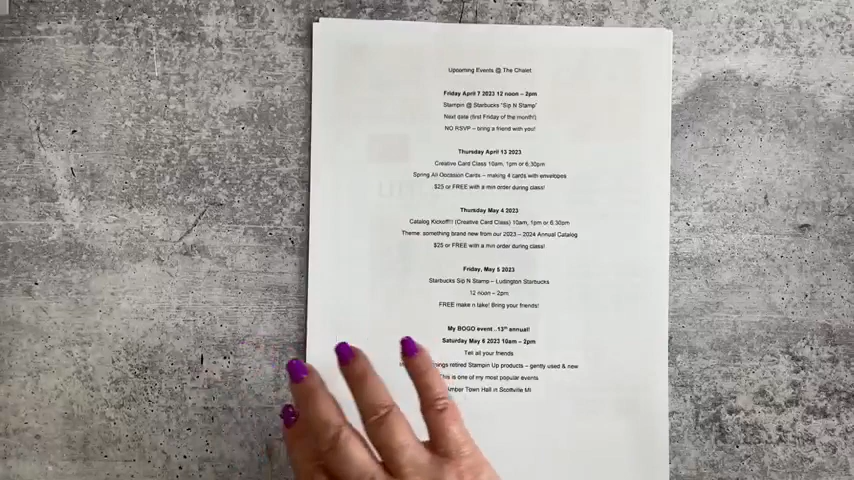 Upcoming Events @ The Chalet
Friday April 7 2023 12 noon – 2pm
Stampin @ Starbucks "Sip N Stamp"
Next date (first Friday of the month!)
NO RSVP – bring a friend with you!
Thursday April 13 2023
Creative Card Class 10am, 1pm or 6:30pm
Spring All Occasion Cards – making 4 cards with envelopes
$25 or FREE with a min order during class!
Thursday May 4 2023
Catalog Kickoff!!! (Creative Card Class) 10am, 1pm or 6:30pm
Theme: something brand new from our 2023 – 2024 Annual Catalog
$25 or FREE with a min order during class!
Friday, May 5 2023
Starbucks Sip N Stamp – Ludington Starbucks
12 noon – 2pm
FREE make n take! Bring your friends!
My BOGO event ..13th annual!
Saturday May 6 2023 10am – 2pm
Tell all your friends
things retired Stampin Up products – gently used & new
This is one of my most popular events
Amber Town Hall in Scottville MI